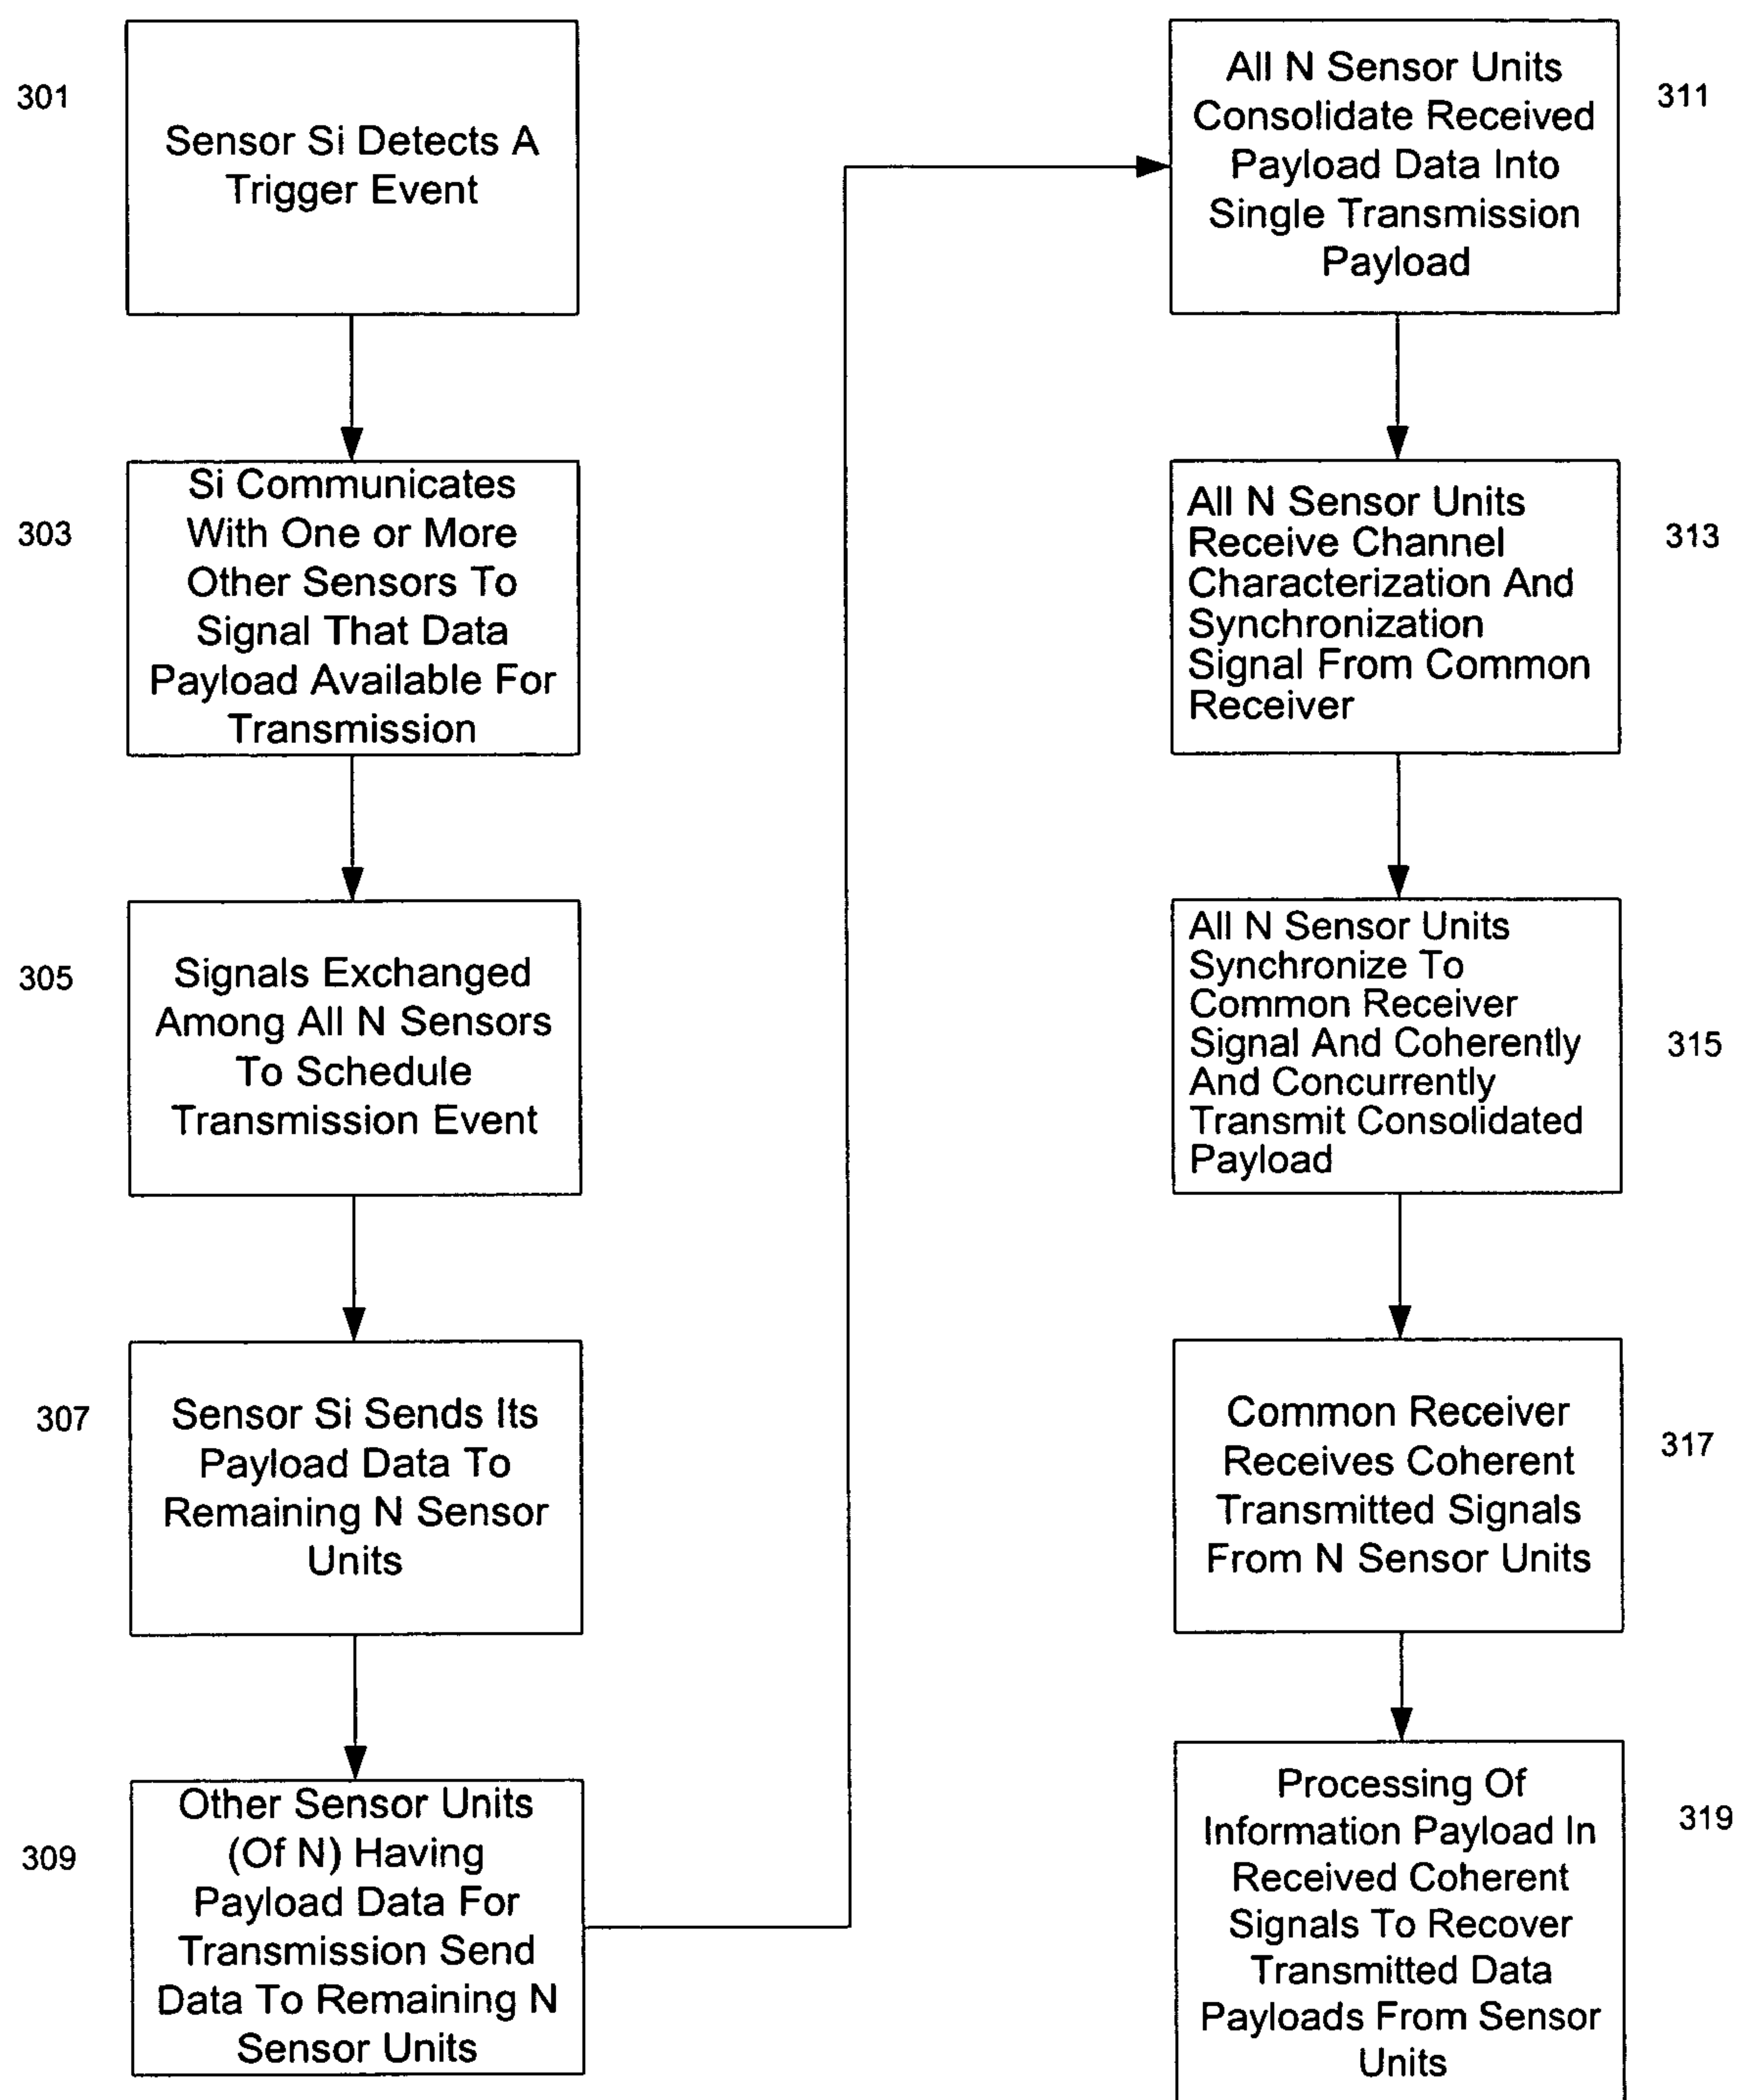 301
Sensor Si Detects A
Trigger Event
303
Si Communicates
With One or More
Other Sensors To
Signal That Data
Payload Available For
Transmission
305
Signals Exchanged
Among All N Sensors
To Schedule
Transmission Event
307
Sensor Si Sends Its
Payload Data To
Remaining N Sensor
Units
309
Other Sensor Units
(Of N) Having
Payload Data For
Transmission Send
Data To Remaining N
Sensor Units
311
All N Sensor Units
Consolidate Received
Payload Data Into
Single Transmission
Payload
313
All N Sensor Units
Receive Channel
Characterization And
Synchronization
Signal From Common
Receiver
315
All N Sensor Units
Synchronize To
Common Receiver
Signal And Coherently
And Concurrently
Transmit Consolidated
Payload
317
Common Receiver
Receives Coherent
Transmitted Signals
From N Sensor Units
319
Processing Of
Information Payload In
Received Coherent
Signals To Recover
Transmitted Data
Payloads From Sensor
Units